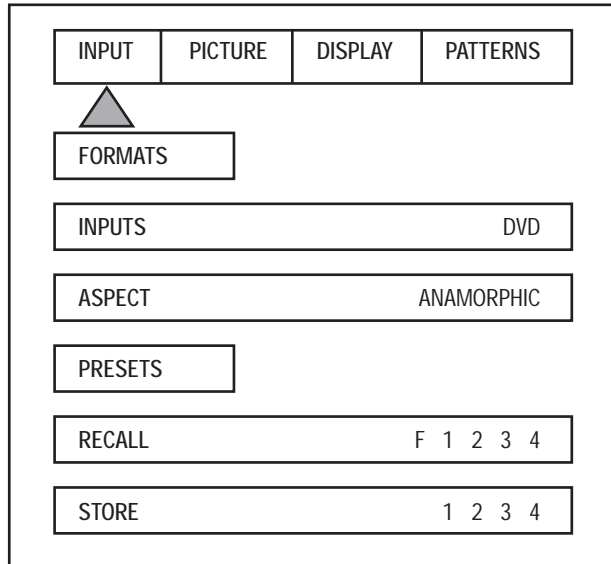 INPUT PICTURE DISPLAY PATTERNS
FORMATS
INPUTS DVD
ASPECT ANAMORPHIC
PRESETS
RECALL F 1 2 3 4
STORE 1 2 3 4